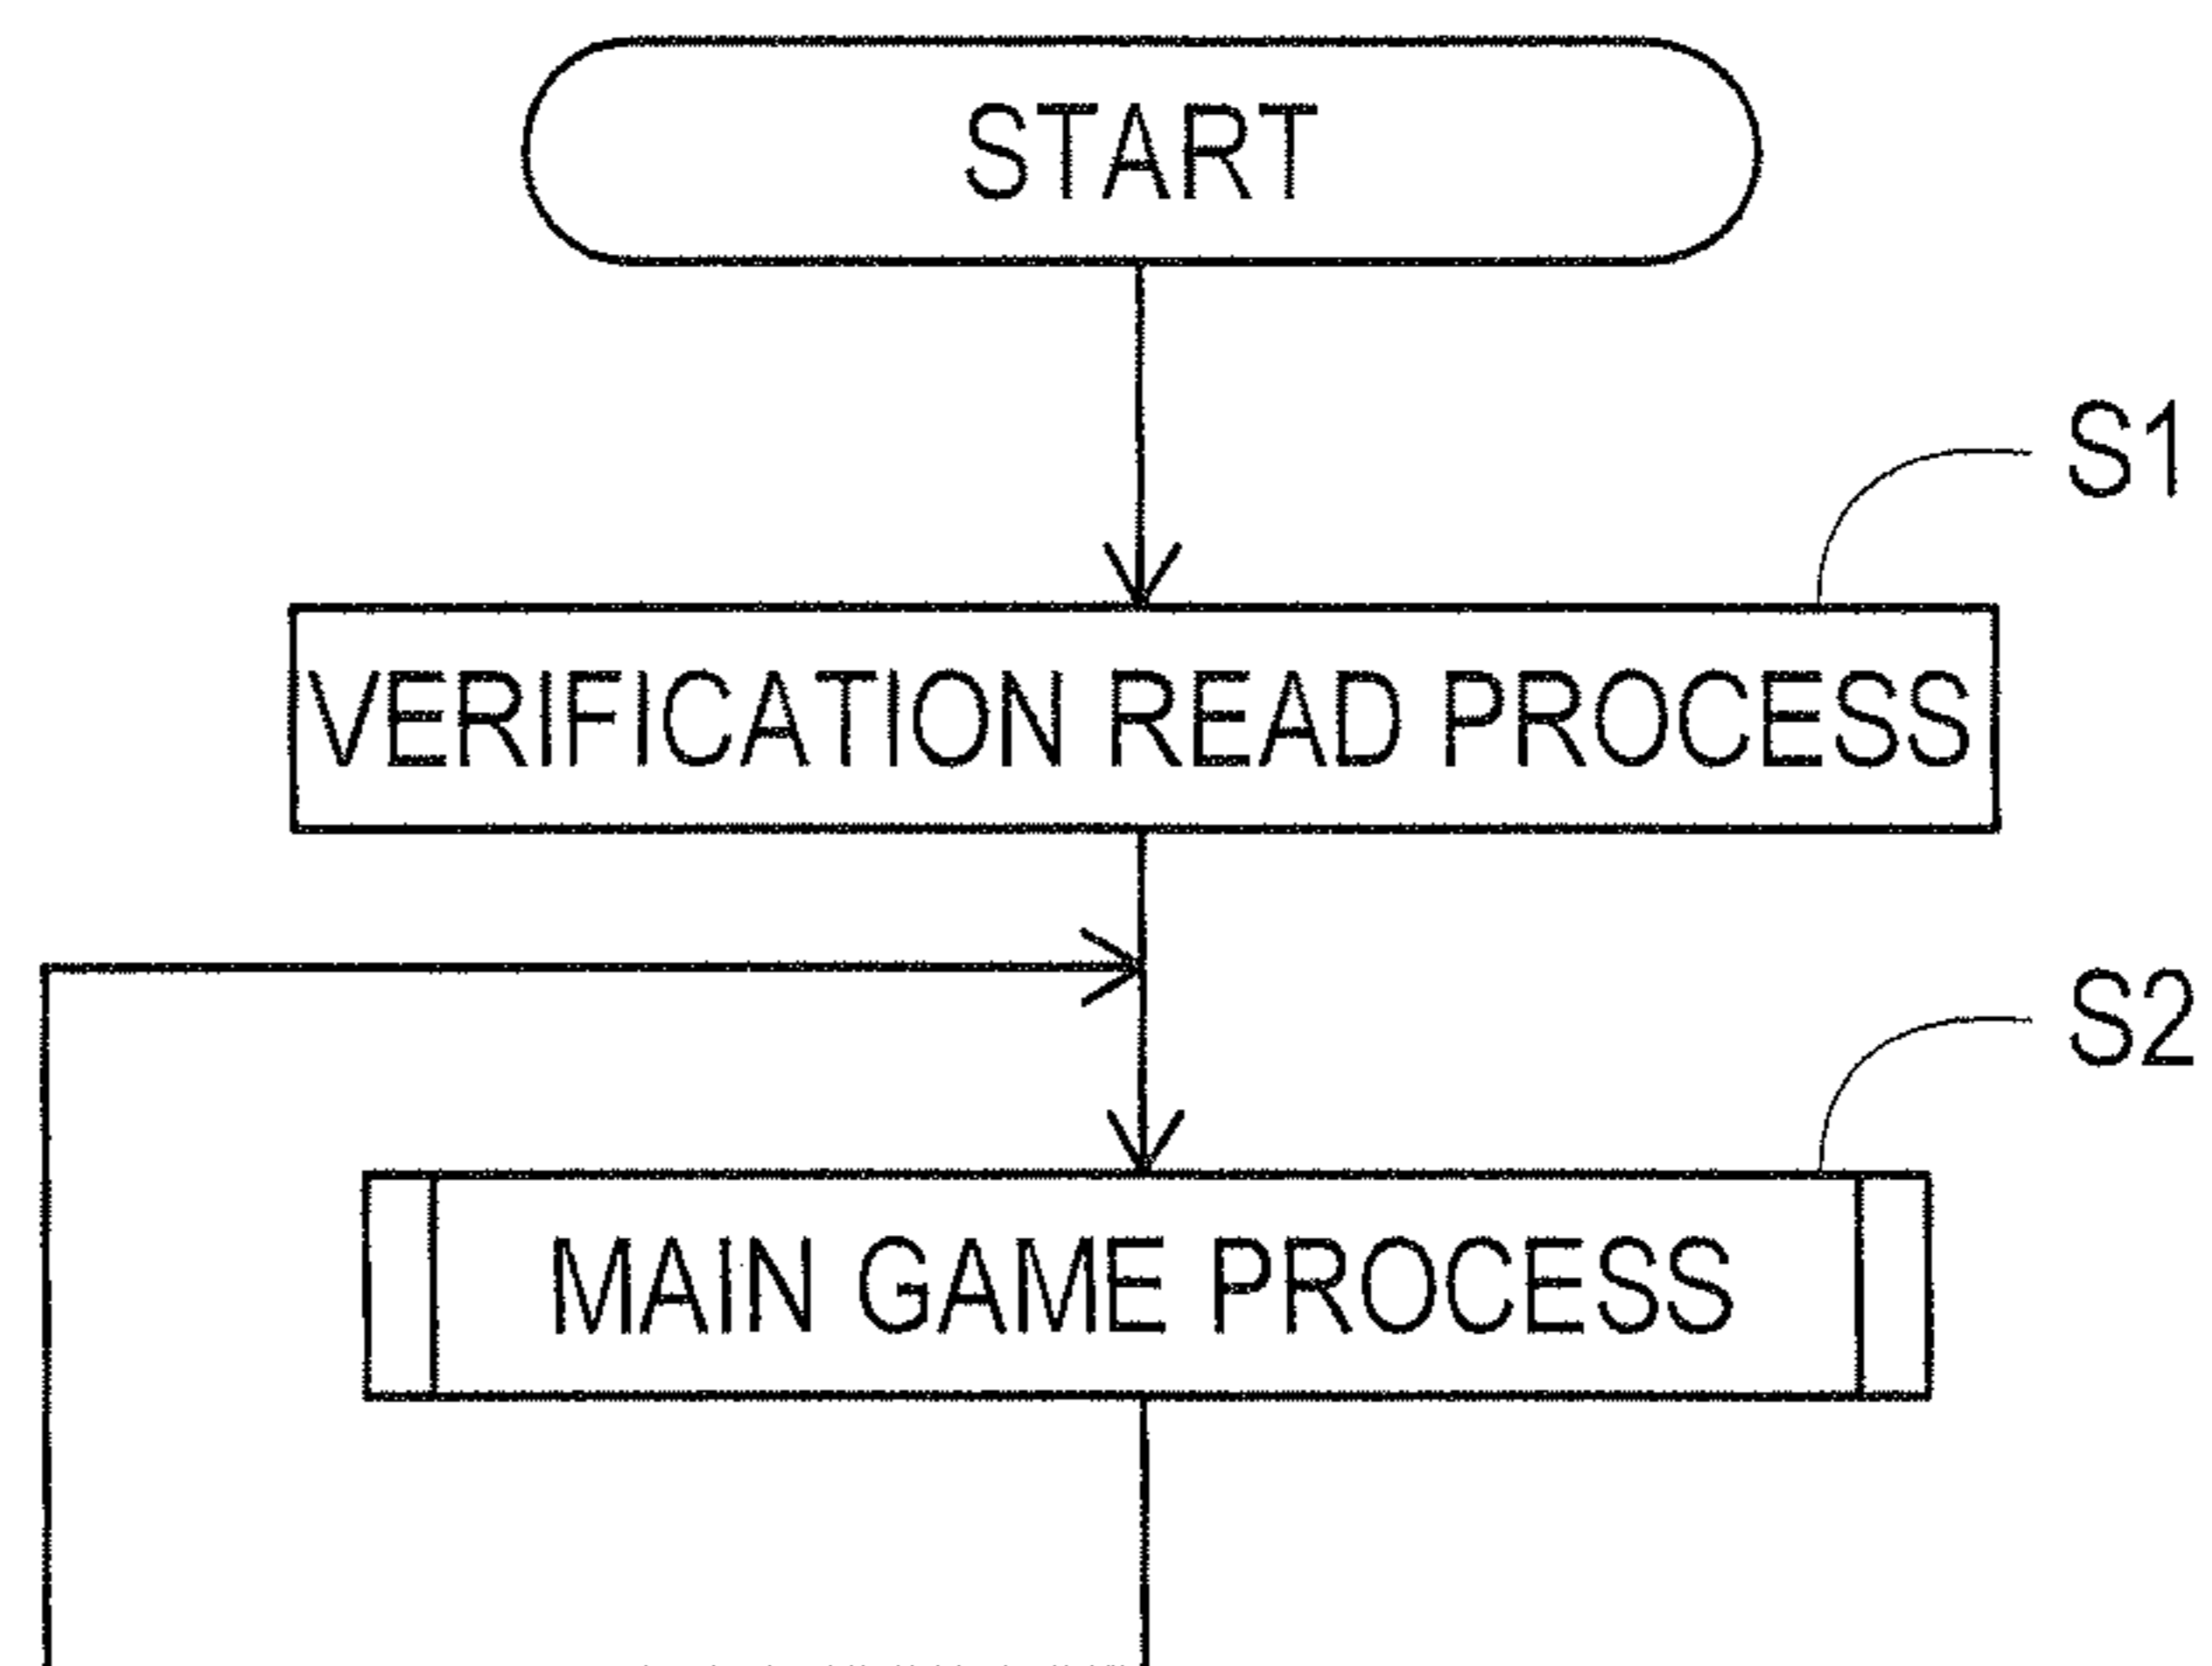 START
S1
VERIFICATION READ PROCESS
S2
MAIN GAME PROCESS